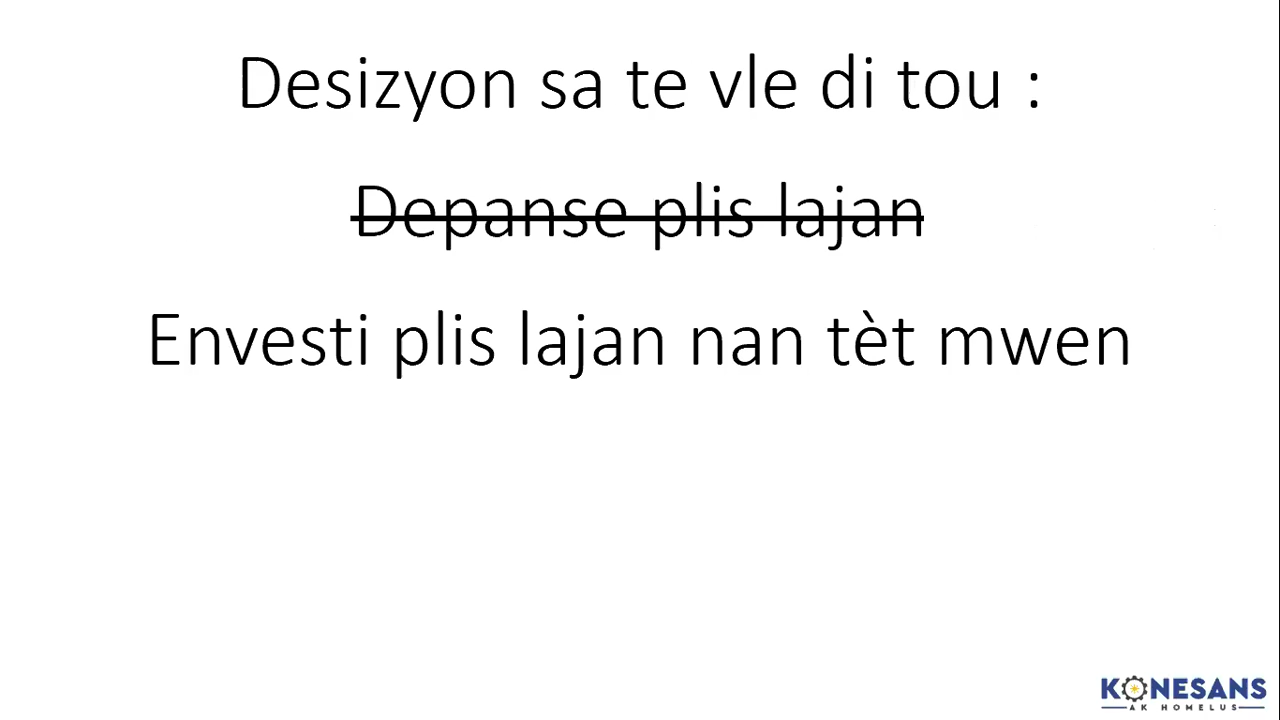 Desizyon sa te vle di tou :
Depanse plis lajan
Envesti plis lajan nan tèt mwen
KONESANS
AK HOMELUS